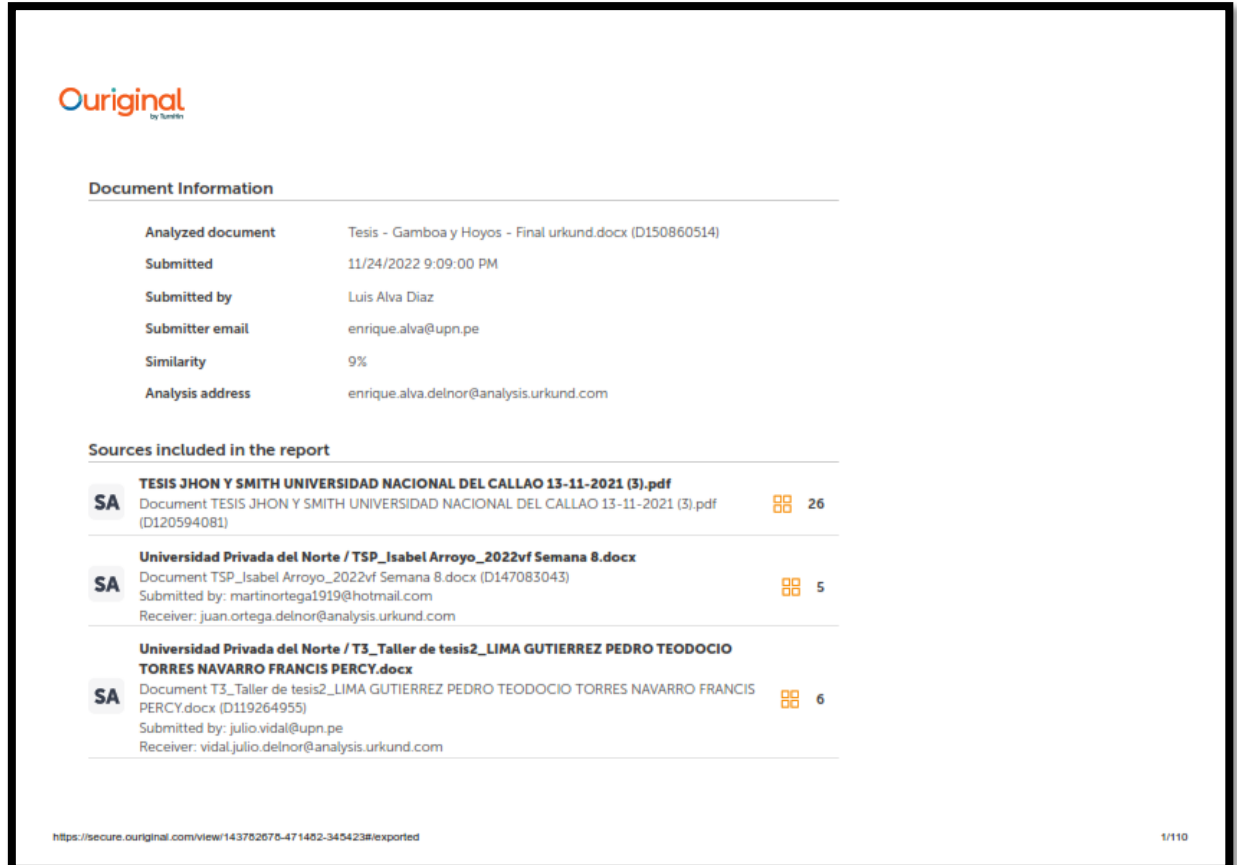 Ouriginal
by Turnitin
Document Information
Analyzed document Tesis - Gamboa y Hoyos - Final urkund.docx (D150860514)
Submitted 11/24/2022 9:09:00 PM
Submitted by Luis Alva Diaz
Submitter email enrique.alva@upn.pe
Similarity 9%
Analysis address enrique.alva.delnor@analysis.urkund.com
Sources included in the report
SA
TESIS JHON Y SMITH UNIVERSIDAD NACIONAL DEL CALLAO 13-11-2021 (3).pdf
Document TESIS JHON Y SMITH UNIVERSIDAD NACIONAL DEL CALLAO 13-11-2021 (3).pdf
(D120594081)
26
SA
Universidad Privada del Norte / TSP_Isabel Arroyo_2022vf Semana 8.docx
Document TSP_Isabel Arroyo_2022vf Semana 8.docx (D147083043)
Submitted by: martinortega1919@hotmail.com
Receiver: juan.ortega.delnor@analysis.urkund.com
5
SA
Universidad Privada del Norte / T3_Taller de tesis2_LIMA GUTIERREZ PEDRO TEODOCIO
TORRES NAVARRO FRANCIS PERCY.docx
Document T3_Taller de tesis2_LIMA GUTIERREZ PEDRO TEODOCIO TORRES NAVARRO FRANCIS
PERCY.docx (D119264955)
Submitted by: julio.vidal@upn.pe
Receiver: vidal.julio.delnor@analysis.urkund.com
6
https://secure.ouriginal.com/view/143782678-471482-345423#/exported
1/110